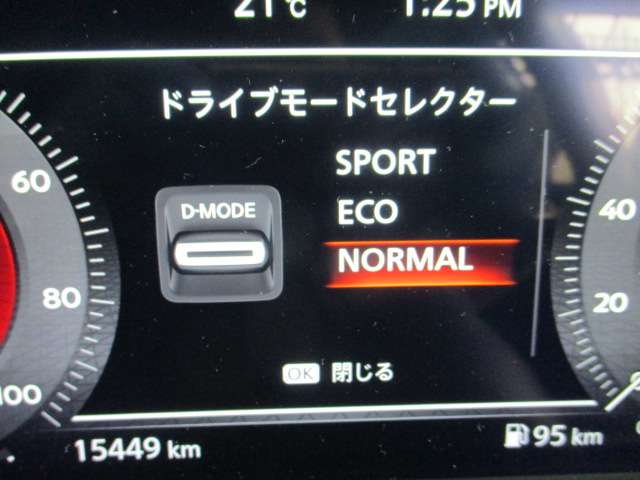 21°C 1:25 PM
ドライブモードセレクター
SPORT
D-MODE
ECO
NORMAL
60
80
100
40
20
0
OK 閉じる
15449 km
95 km